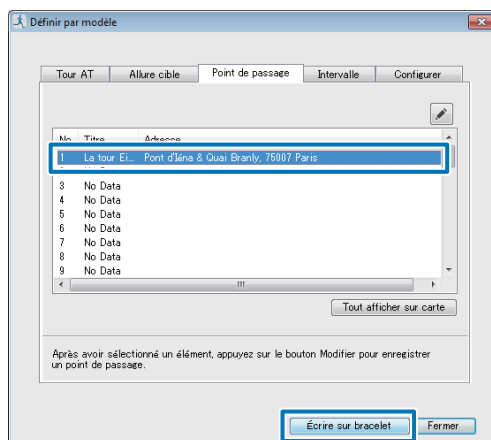 Définir par modèle
Tour AT Allure cible Point de passage Intervalle Configurer
No Titre Adresse
1 La tour Ei... Pont d'Iéna & Quai Branly, 75007 Paris
3 No Data
4 No Data
5 No Data
6 No Data
7 No Data
8 No Data
9 No Data
Tout afficher sur carte
Après avoir sélectionné un élément, appuyez sur le bouton Modifier pour enregistrer
un point de passage.
Écrire sur bracelet Fermer